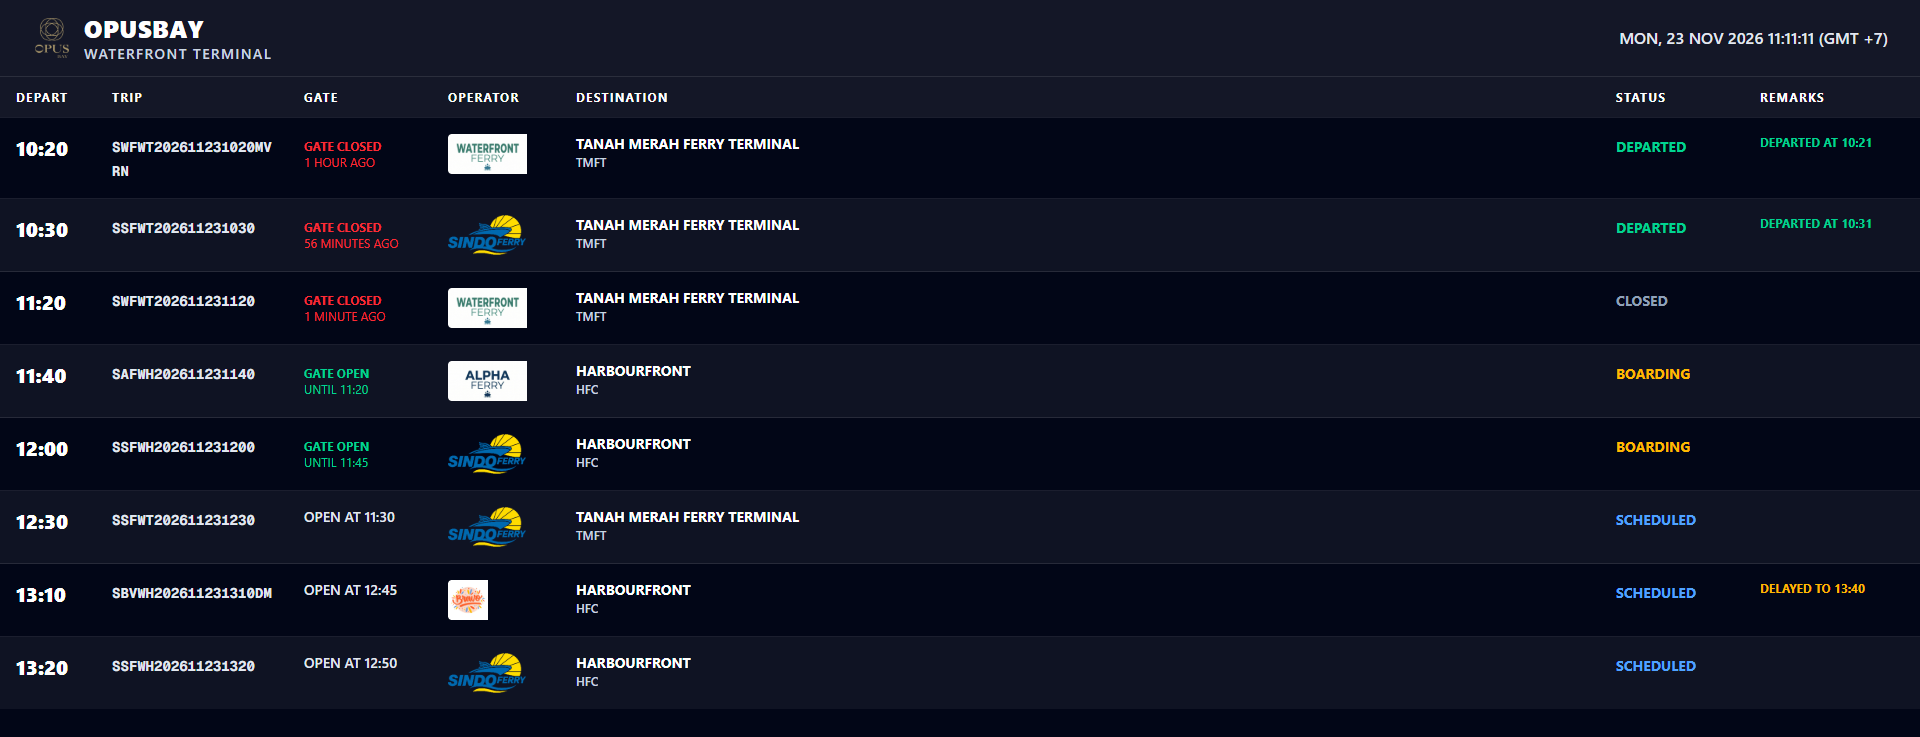 OPUS
BAY
OPUSBAY
WATERFRONT TERMINAL
MON, 23 NOV 2026 11:11:11 (GMT +7)
DEPART TRIP GATE OPERATOR DESTINATION STATUS REMARKS
10:20 SWFWT202611231020MVRN GATE CLOSED 1 HOUR AGO WATERFRONT FERRY TANAH MERAH FERRY TERMINAL TMFT DEPARTED DEPARTED AT 10:21
10:30 SSFWT202611231030 GATE CLOSED 56 MINUTES AGO SINDO FERRY TANAH MERAH FERRY TERMINAL TMFT DEPARTED DEPARTED AT 10:31
11:20 SWFWT202611231120 GATE CLOSED 1 MINUTE AGO WATERFRONT FERRY TANAH MERAH FERRY TERMINAL TMFT CLOSED
11:40 SAFWH202611231140 GATE OPEN UNTIL 11:20 ALPHA FERRY HARBOURFRONT HFC BOARDING
12:00 SSFWH202611231200 GATE OPEN UNTIL 11:45 SINDO FERRY HARBOURFRONT HFC BOARDING
12:30 SSFWT202611231230 OPEN AT 11:30 SINDO FERRY TANAH MERAH FERRY TERMINAL TMFT SCHEDULED
13:10 SBVWH202611231310DM OPEN AT 12:45 Bravo HARBOURFRONT HFC SCHEDULED DELAYED TO 13:40
13:20 SSFWH202611231320 OPEN AT 12:50 SINDO FERRY HARBOURFRONT HFC SCHEDULED